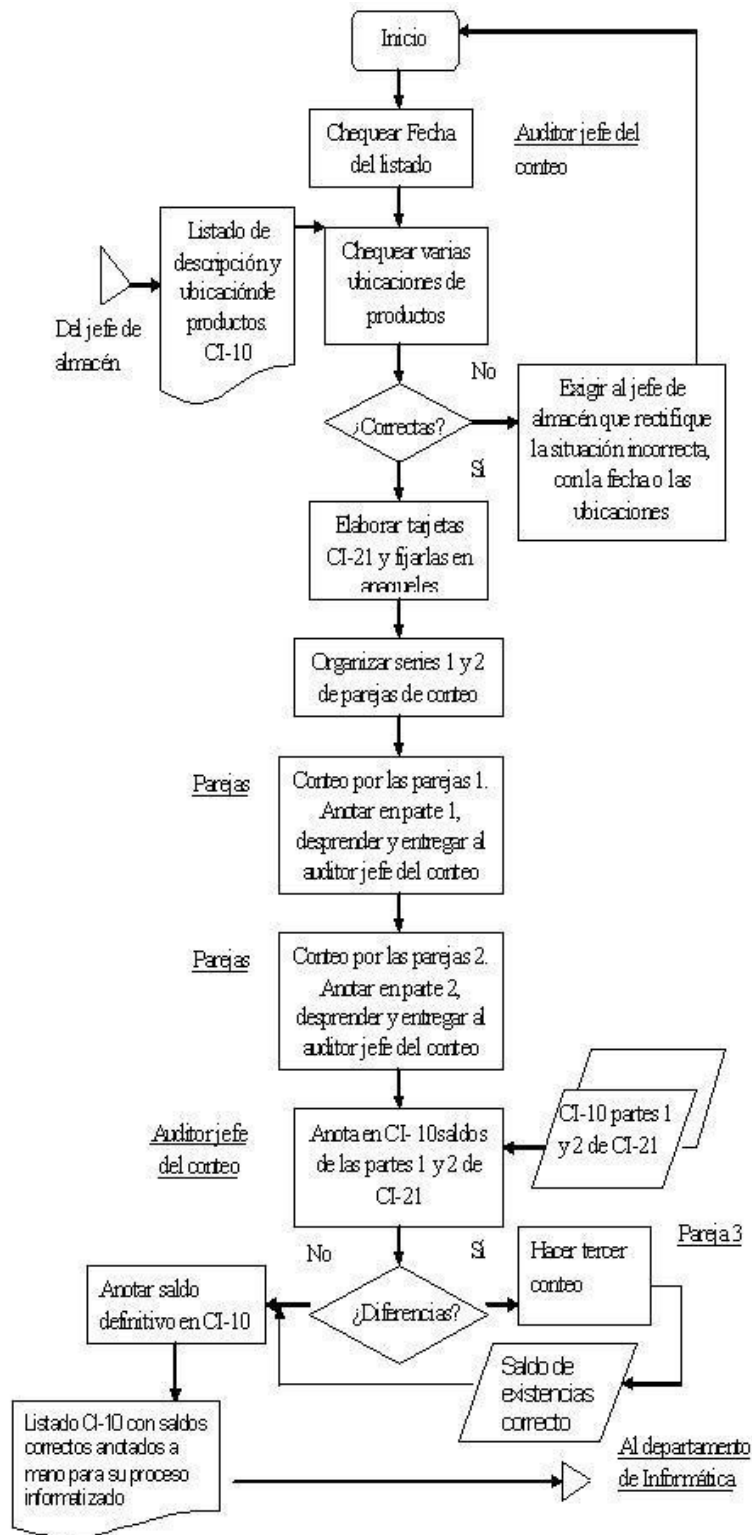 Inicio
Chequear Fecha
del listado
Auditor jefe del
conteo
Listado de
descripción y
ubicaciónde
productos.
CI-10
Chequear varias
ubicaciones de
productos
Del jefe de
almacén
No
¿Correctas?
Exigir al jefe de
almacén que rectifique
la situación incorrecta,
con la fecha o las
ubicaciones
Sí
Elaborar tarjetas
CI-21 y fijarlas en
anaqueles
Organizar series 1 y 2
de parejas de conteo
Parejas
Conteo por las parejas 1.
Anotar en parte 1,
desprender y entregar al
auditor jefe del conteo
Parejas
Conteo por las parejas 2.
Anotar en parte 2,
desprender y entregar al
auditor jefe del conteo
Auditor jefe
del conteo
Anota en CI- 10 saldos
de las partes 1 y 2 de
CI-21
CI-10 partes 1
y 2 de CI-21
No
Sí
Pareja 3
Hacer tercer
conteo
¿Diferencias?
Anotar saldo
definitivo en CI-10
Saldo de
existencias
correcto
Listado CI-10 con saldos
correctos anotados a
mano para su proceso
informatizado
Al departamento
de Informática